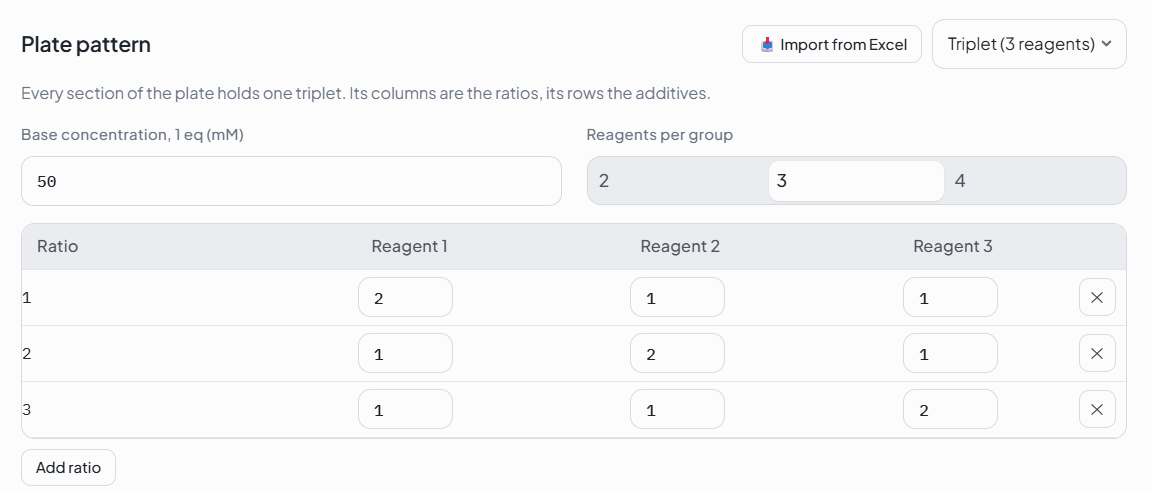 Plate pattern
Import from Excel
Triplet (3 reagents)
Every section of the plate holds one triplet. Its columns are the ratios, its rows the additives.
Base concentration, 1 eq (mM)
Reagents per group
50
2 3 4
Ratio Reagent 1 Reagent 2 Reagent 3
1 2 1 1
2 1 2 1
3 1 1 2
Add ratio